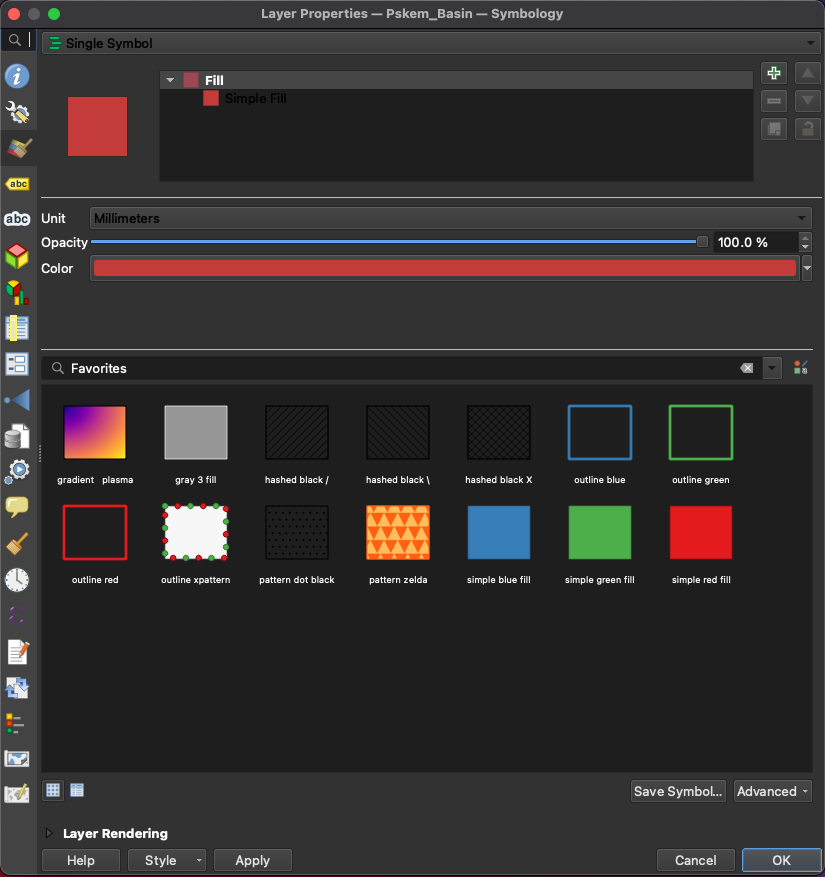 Layer Properties — Pskem_Basin — Symbology
Single Symbol
Fill
Simple Fill
abc
abc
Unit
Millimeters
Opacity
100.0 %
Color
Favorites
gradient plasma
gray 3 fill
hashed black /
hashed black \
hashed black X
outline blue
outline green
outline red
outline xpattern
pattern dot black
pattern zelda
simple blue fill
simple green fill
simple red fill
Save Symbol...
Advanced
Layer Rendering
Help
Style
Apply
Cancel
OK